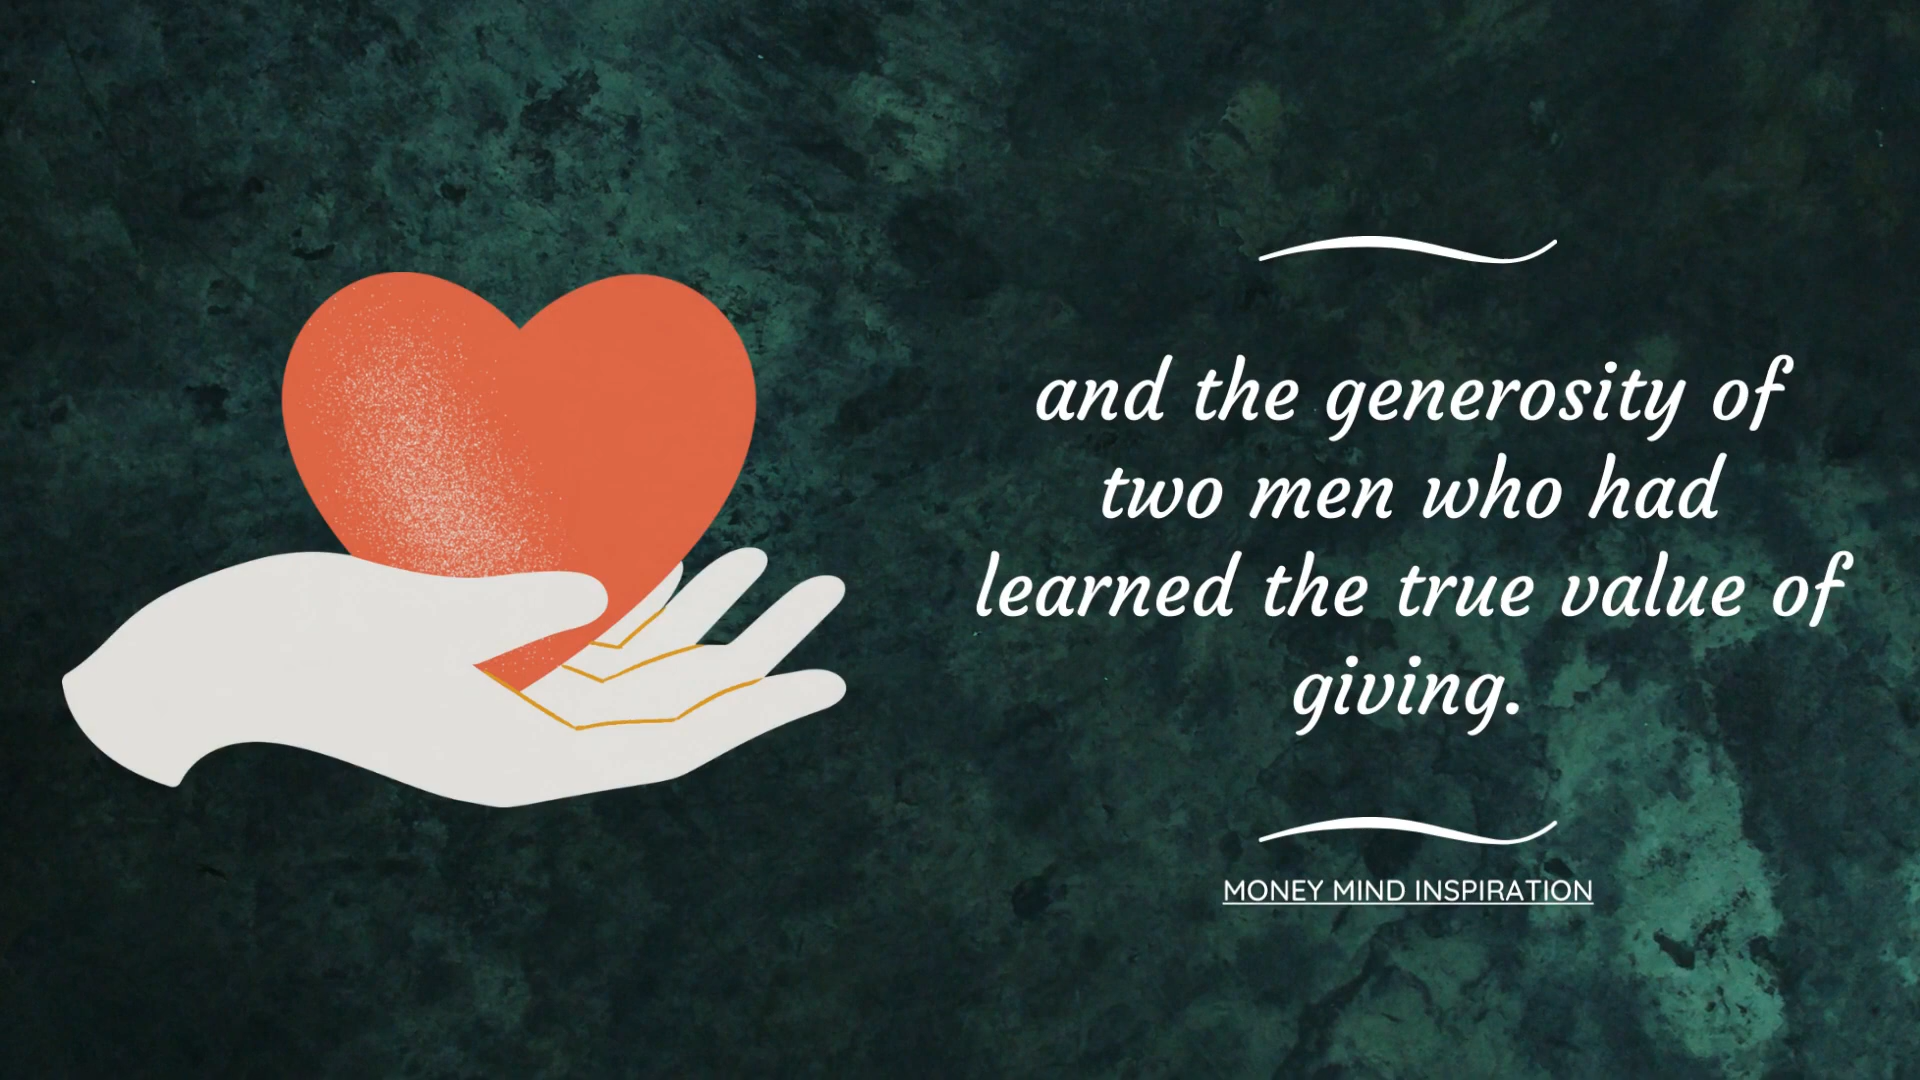 and the generosity of
two men who had
learned the true value of
giving.
MONEY MIND INSPIRATION